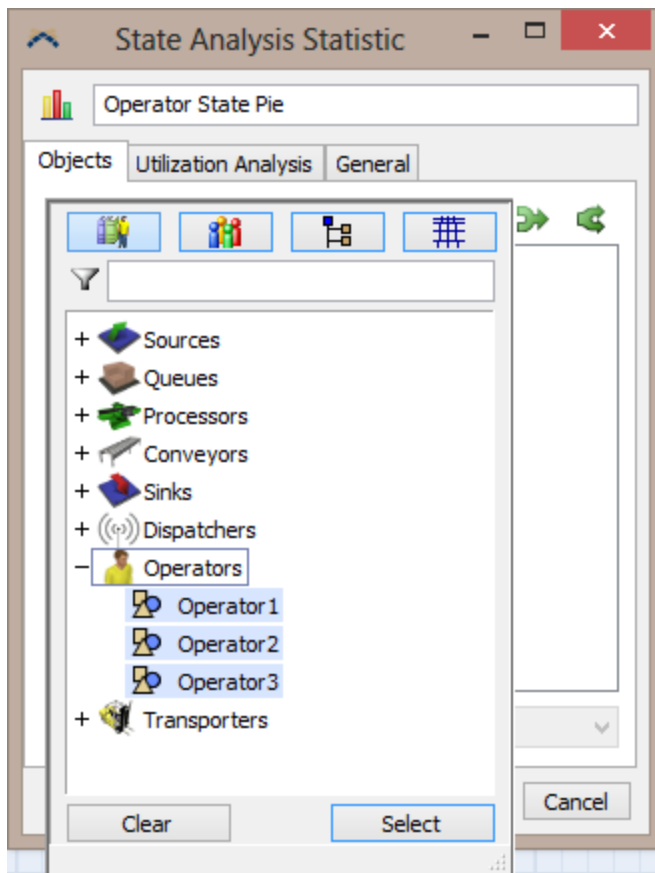 State Analysis Statistic
Operator State Pie
Objects Utilization Analysis General
+ Sources
+ Queues
+ Processors
+ Conveyors
+ Sinks
+ Dispatchers
− Operators
Operator1
Operator2
Operator3
+ Transporters
Clear Select Cancel